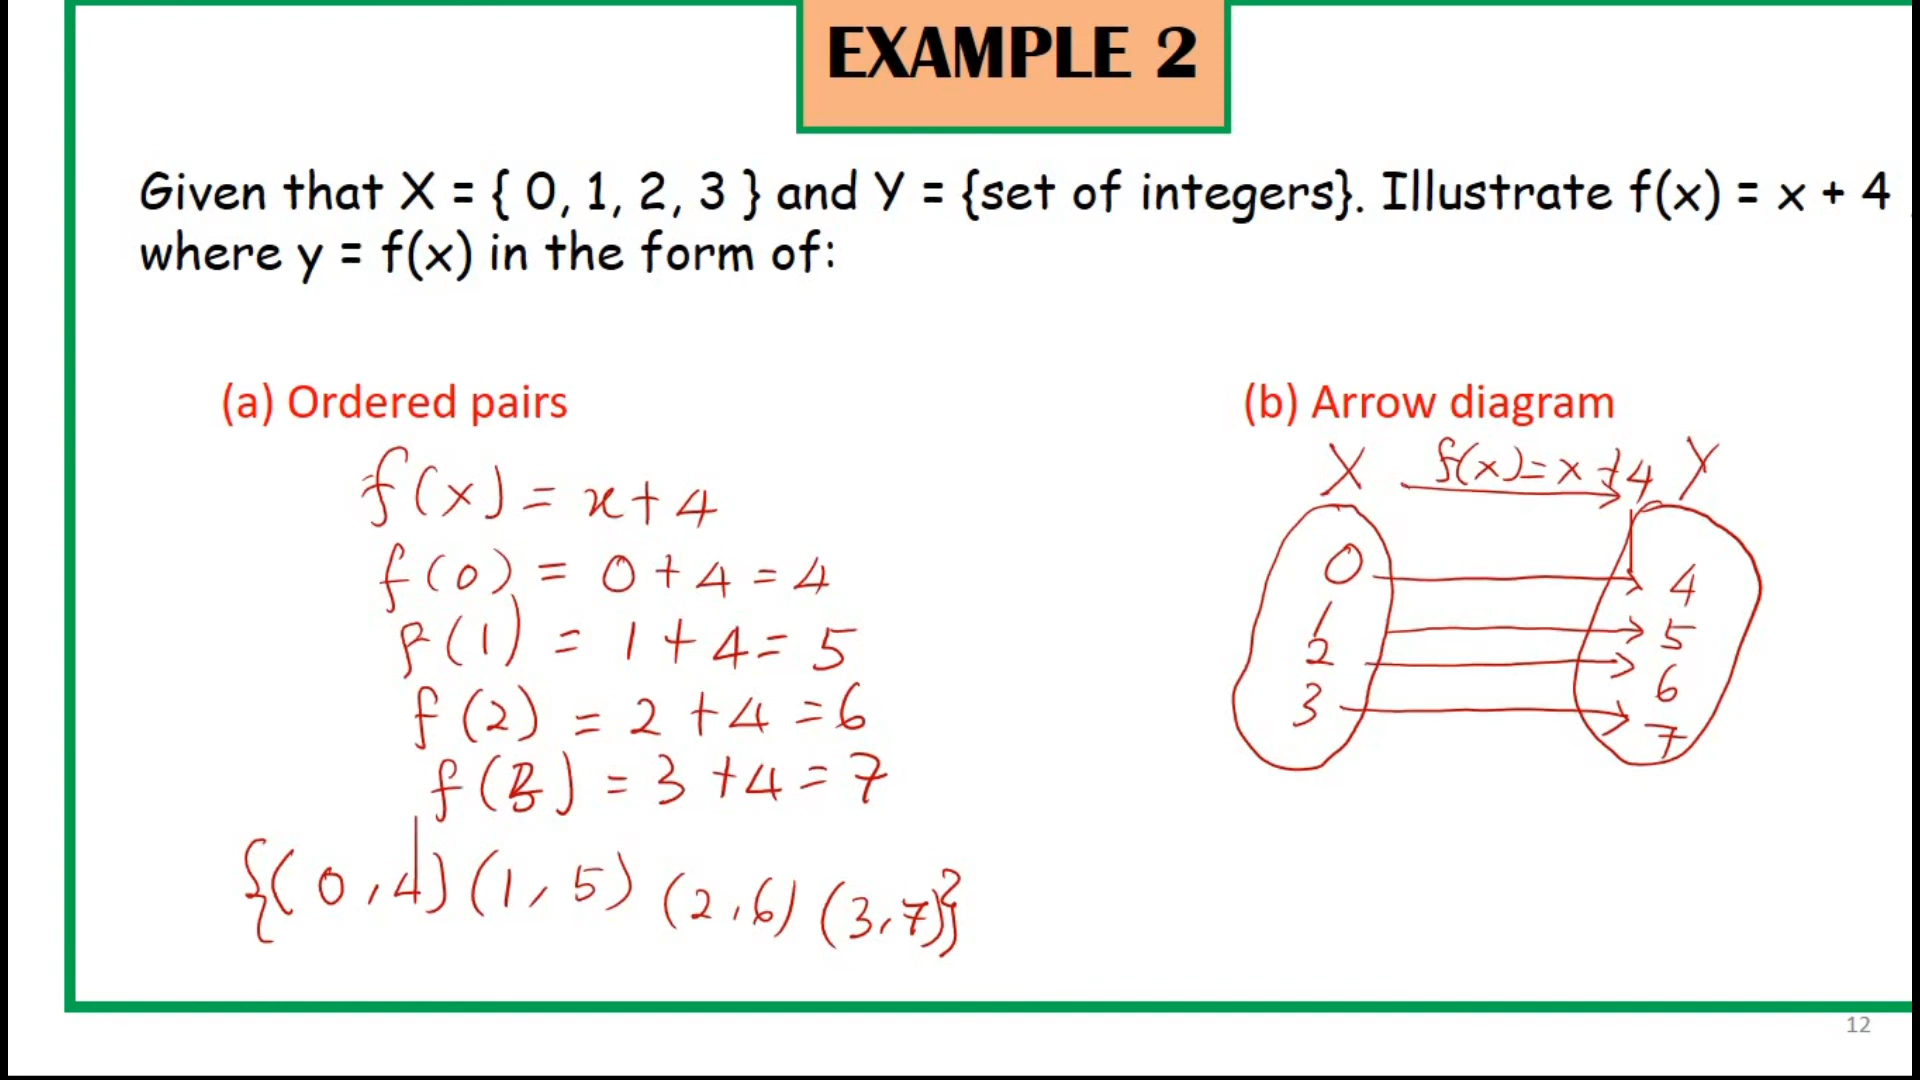 EXAMPLE 2
Given that X = { 0, 1, 2, 3 } and Y = {set of integers}. Illustrate f(x) = x + 4
where y = f(x) in the form of:
(a) Ordered pairs
f(x) = x + 4
f(0) = 0 + 4 = 4
f(1) = 1 + 4 = 5
f(2) = 2 + 4 = 6
f(3) = 3 + 4 = 7
{(0,4) (1,5) (2,6) (3,7)}
(b) Arrow diagram
X f(x) = x + 4 Y
0 4
1 5
2 6
3 7
12